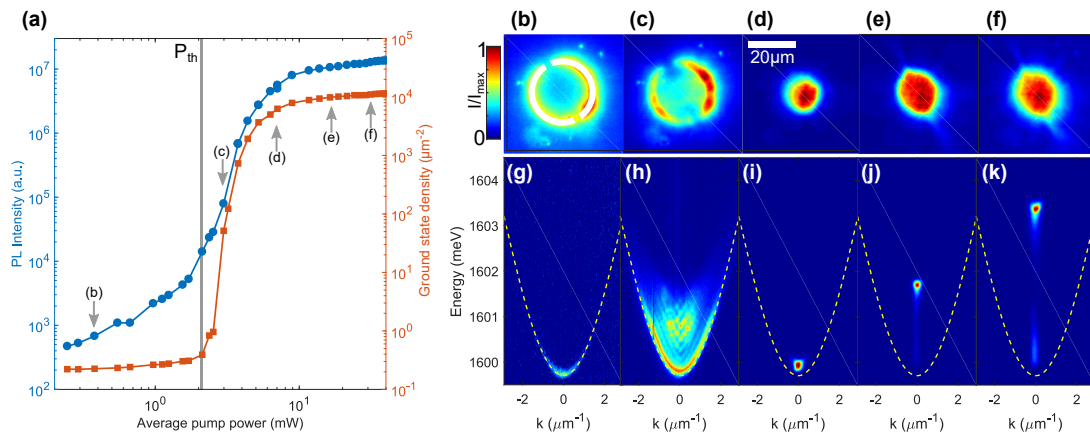 (a)
P_th
PL Intensity (a.u.)
10^7
10^6
10^5
10^4
10^3
10^2
10^5
10^4
10^3
10^2
10^1
10^0
10^-1
Ground state density (μm^-2)
(b)
(c)
(d)
(e)
(f)
10^0
10^1
Average pump power (mW)
(b)
(c)
(d)
(e)
(f)
1
0
I/I_max
20μm
(g)
(h)
(i)
(j)
(k)
Energy (meV)
1604
1603
1602
1601
1600
-2 0 2
-2 0 2
-2 0 2
-2 0 2
-2 0 2
k (μm^-1)
k (μm^-1)
k (μm^-1)
k (μm^-1)
k (μm^-1)